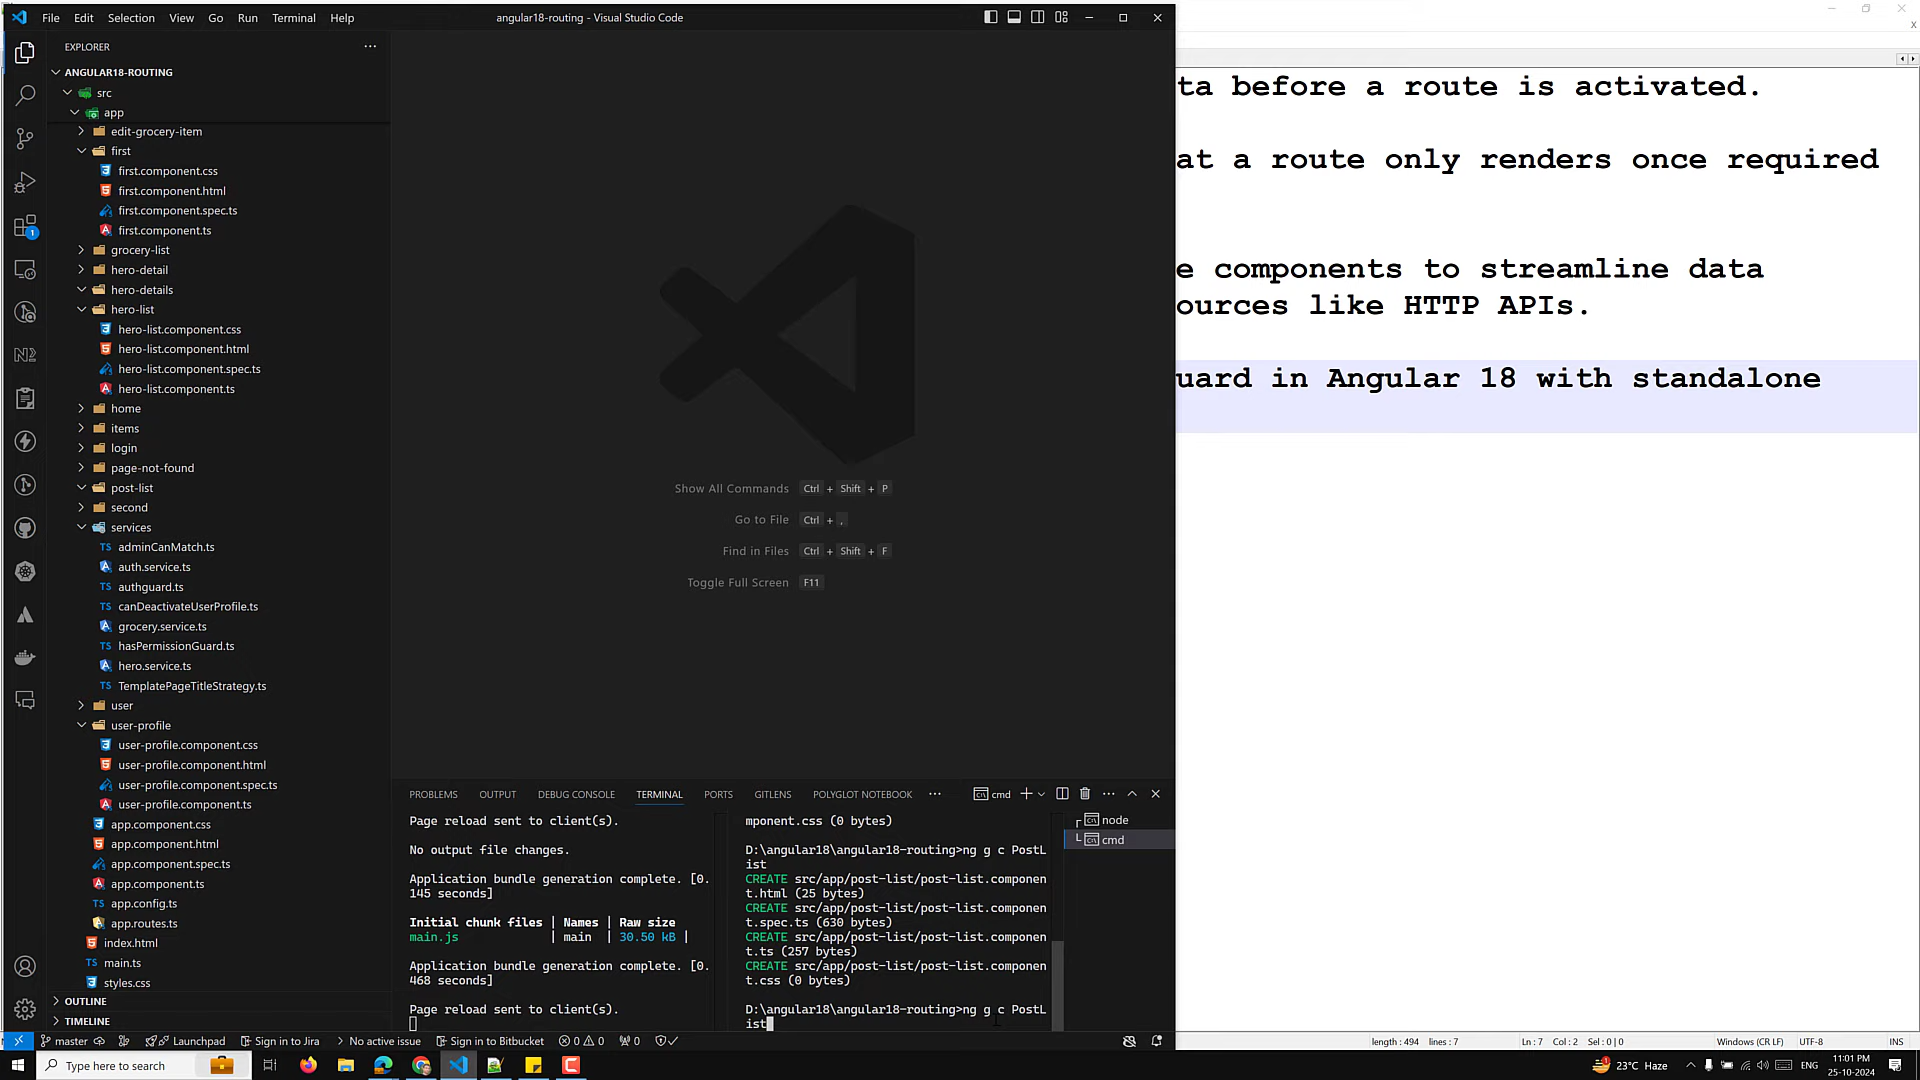 File Edit Selection View Go Run Terminal Help
angular18-routing - Visual Studio Code
EXPLORER
ANGULAR18-ROUTING
src
app
edit-grocery-item
first
first.component.css
first.component.html
first.component.spec.ts
first.component.ts
grocery-list
hero-detail
hero-details
hero-list
hero-list.component.css
hero-list.component.html
hero-list.component.spec.ts
hero-list.component.ts
home
items
login
page-not-found
post-list
second
services
adminCanMatch.ts
auth.service.ts
authguard.ts
canDeactivateUserProfile.ts
grocery.service.ts
hasPermissionGuard.ts
hero.service.ts
TemplatePageTitleStrategy.ts
user
user-profile
user-profile.component.css
user-profile.component.html
user-profile.component.spec.ts
user-profile.component.ts
app.component.css
app.component.html
app.component.spec.ts
app.component.ts
app.config.ts
app.routes.ts
index.html
main.ts
styles.css
OUTLINE
TIMELINE
Show All Commands Ctrl + Shift + P
Go to File Ctrl + ,
Find in Files Ctrl + Shift + F
Toggle Full Screen F11
PROBLEMS OUTPUT DEBUG CONSOLE TERMINAL PORTS GITLENS POLYGLOT NOTEBOOK
cmd
Page reload sent to client(s).
No output file changes.
Application bundle generation complete. [0.
145 seconds]
Initial chunk files | Names | Raw size
main.js | main | 30.50 kB |
Application bundle generation complete. [0.
468 seconds]
Page reload sent to client(s).
mponent.css (0 bytes)
D:\angular18\angular18-routing>ng g c PostL
ist
CREATE src/app/post-list/post-list.componen
t.html (25 bytes)
CREATE src/app/post-list/post-list.componen
t.spec.ts (630 bytes)
CREATE src/app/post-list/post-list.componen
t.ts (257 bytes)
CREATE src/app/post-list/post-list.componen
t.css (0 bytes)
D:\angular18\angular18-routing>ng g c PostL
ist
node
cmd
ta before a route is activated.
at a route only renders once required
e components to streamline data
ources like HTTP APIs.
uard in Angular 18 with standalone
master Launchpad Sign in to Jira No active issue Sign in to Bitbucket 0 0 0
length : 494 lines : 7 Ln : 7 Col : 2 Sel : 0 | 0 Windows (CR LF) UTF-8 INS
Type here to search
23°C Haze ENG
11:01 PM
25-10-2024